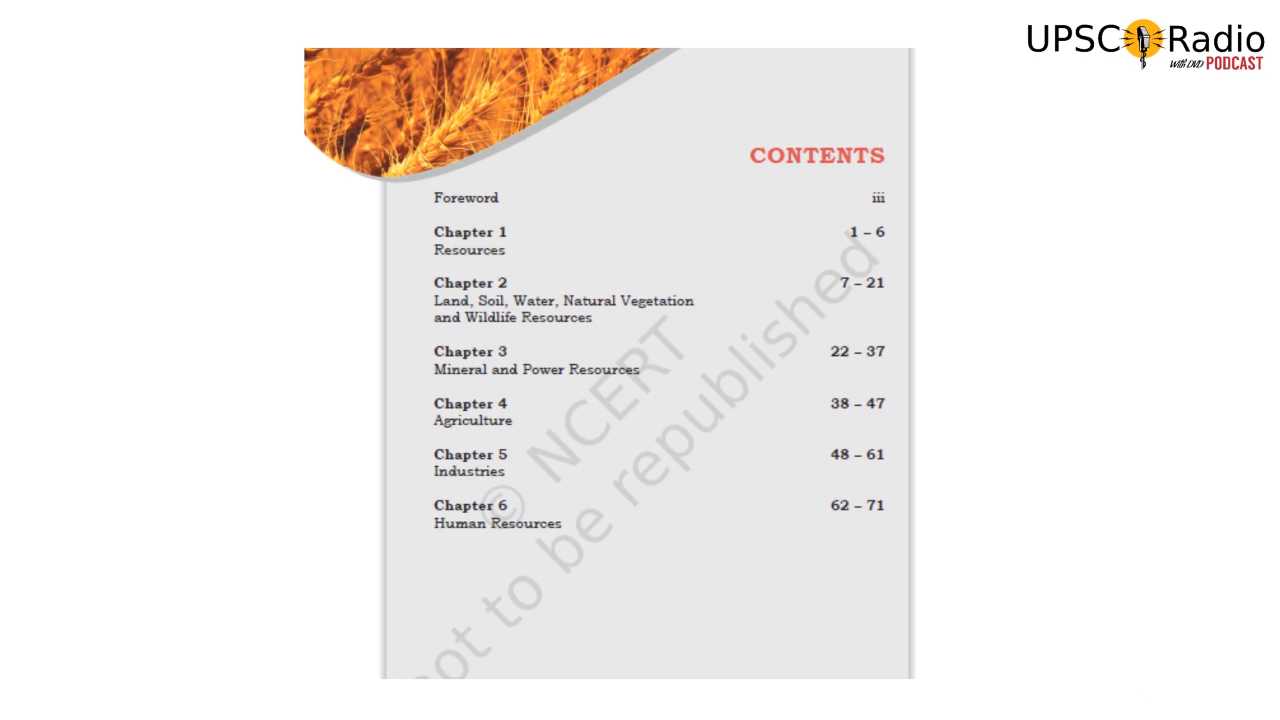 UPSC Radio
With DVD PODCAST
CONTENTS
Foreword iii
Chapter 1 1 – 6
Resources
Chapter 2 7 – 21
Land, Soil, Water, Natural Vegetation
and Wildlife Resources
Chapter 3 22 – 37
Mineral and Power Resources
Chapter 4 38 – 47
Agriculture
Chapter 5 48 – 61
Industries
Chapter 6 62 – 71
Human Resources
© NCERT
not to be republished